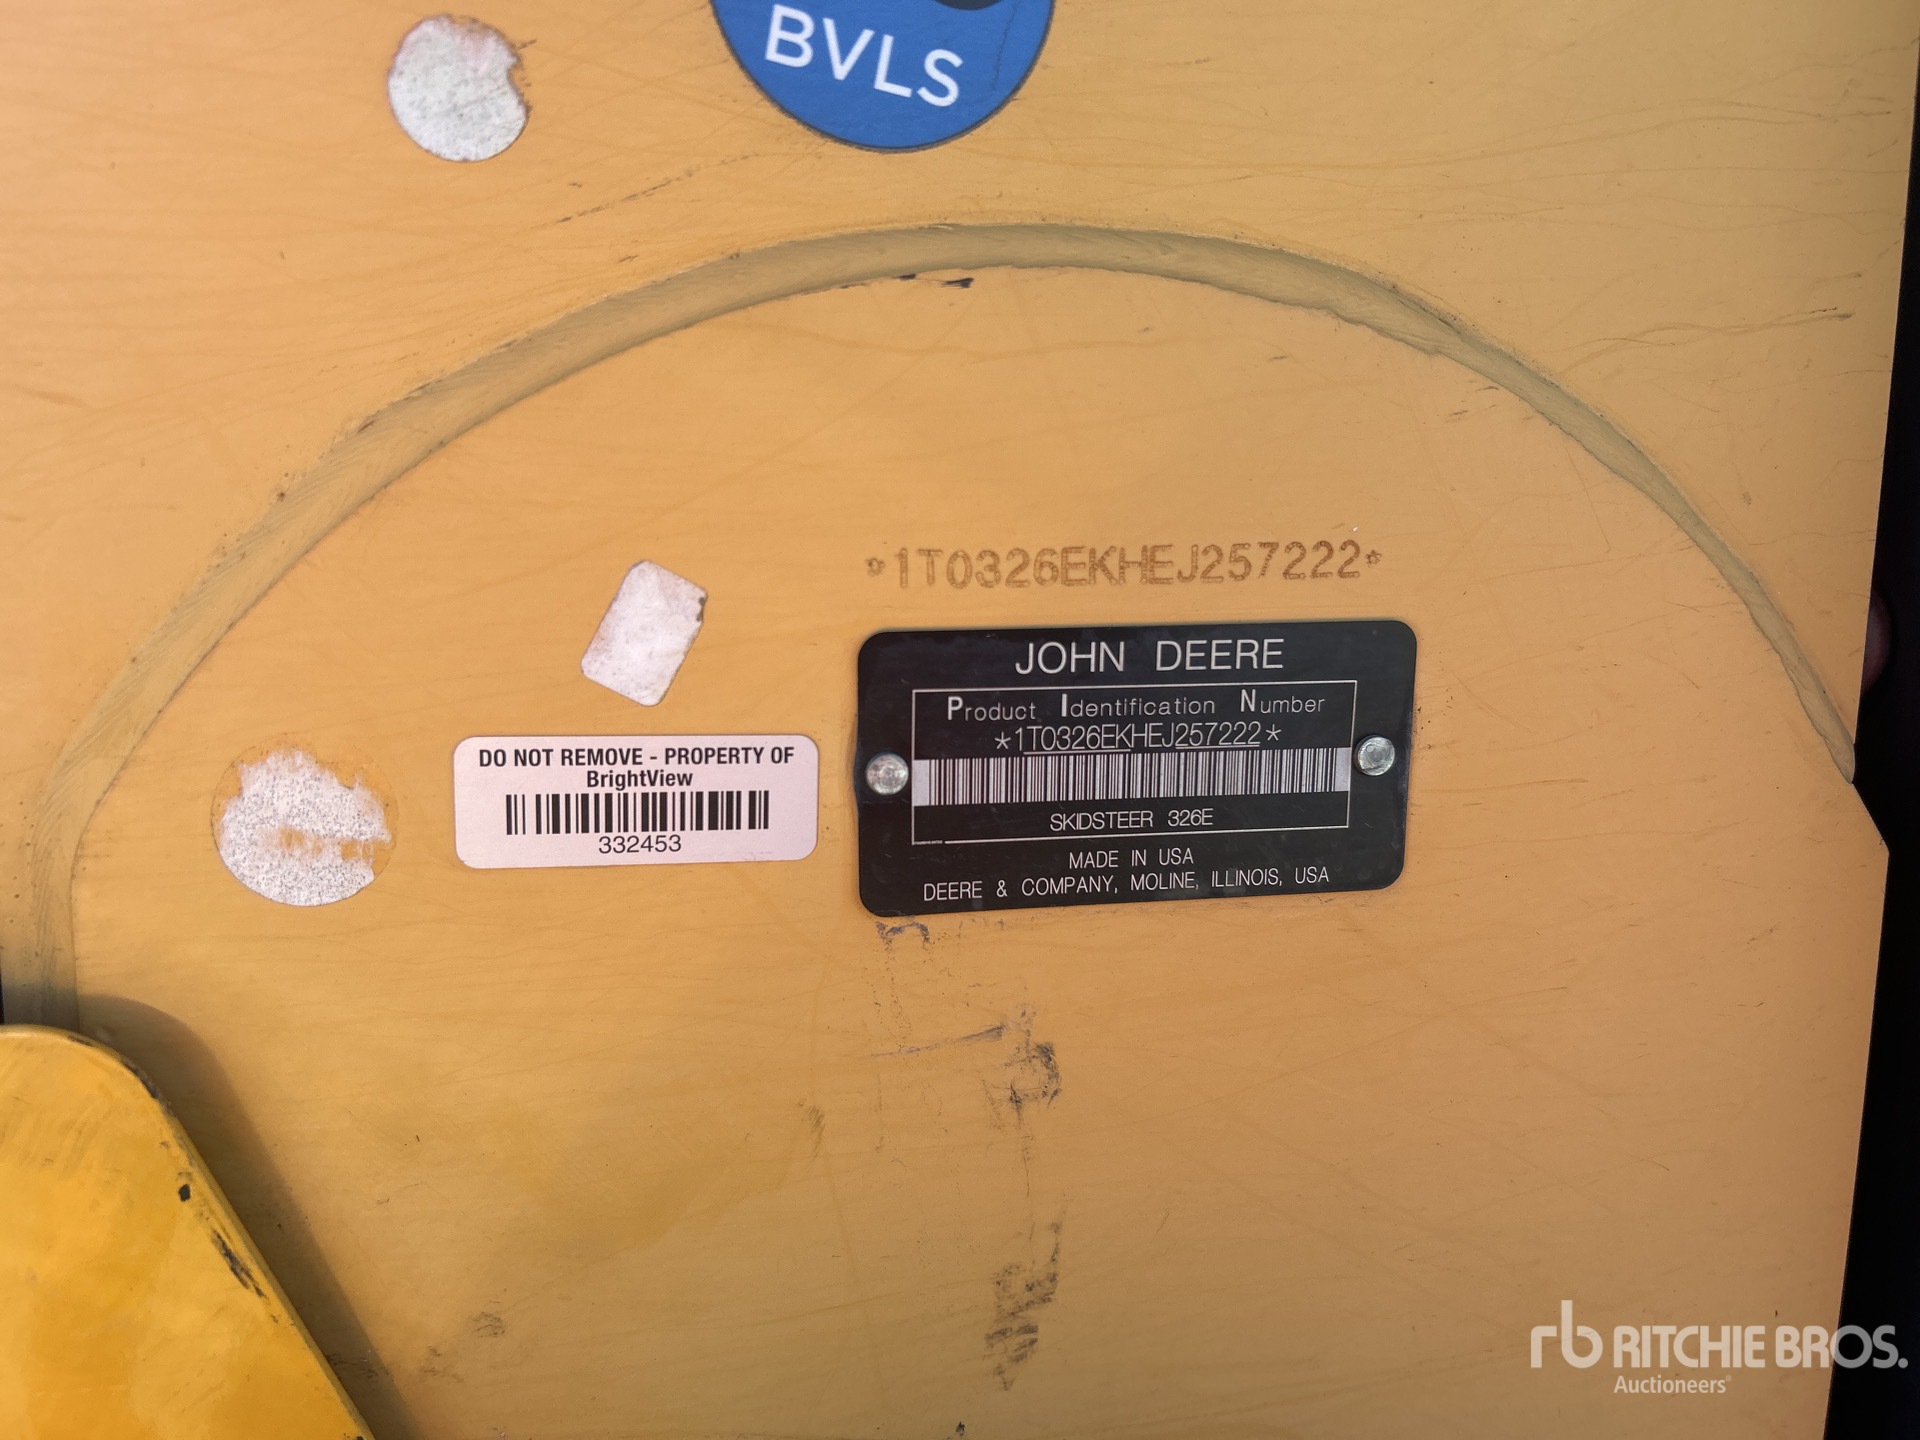 BVLS
*1T0326EKHEJ257222*
JOHN DEERE
Product Identification Number
*1T0326EKHEJ257222*
SKIDSTEER 326E
MADE IN USA
DEERE & COMPANY, MOLINE, ILLINOIS, USA
DO NOT REMOVE - PROPERTY OF
BrightView
332453
rb RITCHIE BROS.
Auctioneers